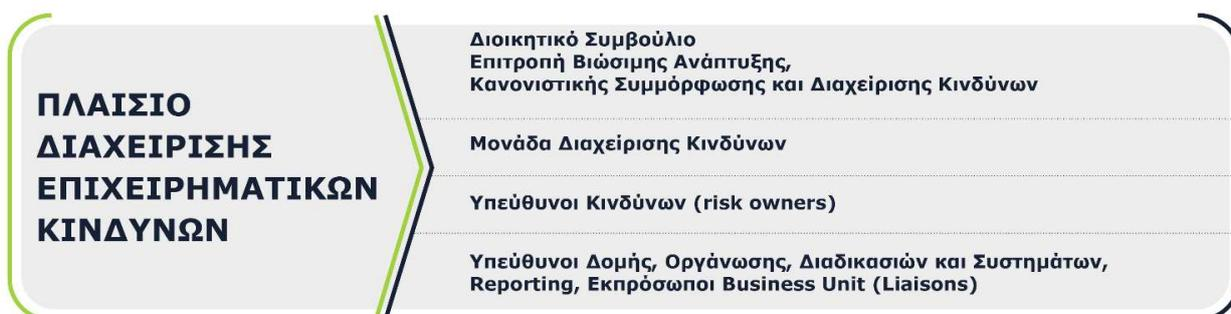 ΠΛΑΙΣΙΟ
ΔΙΑΧΕΙΡΙΣΗΣ
ΕΠΙΧΕΙΡΗΜΑΤΙΚΩΝ
ΚΙΝΔΥΝΩΝ
Διοικητικό Συμβούλιο
Επιτροπή Βιώσιμης Ανάπτυξης,
Κανονιστικής Συμμόρφωσης και Διαχείρισης Κινδύνων
Μονάδα Διαχείρισης Κινδύνων
Υπεύθυνοι Κινδύνων (risk owners)
Υπεύθυνοι Δομής, Οργάνωσης, Διαδικασιών και Συστημάτων,
Reporting, Εκπρόσωποι Business Unit (Liaisons)